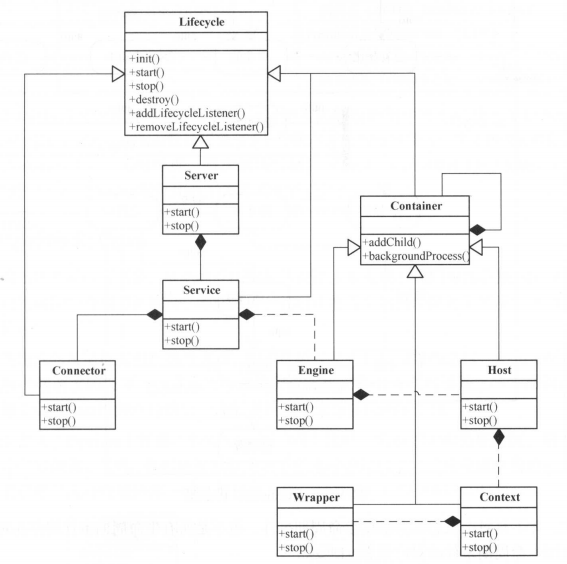 Lifecycle
+init()
+start()
+stop()
+destroy()
+addLifecycleListener()
+removeLifecycleListener()
Server
+start()
+stop()
Container
+addChild()
+backgroundProcess()
Service
+start()
+stop()
Connector
+start()
+stop()
Engine
+start()
+stop()
Host
+start()
+stop()
Wrapper
+start()
+stop()
Context
+start()
+stop()